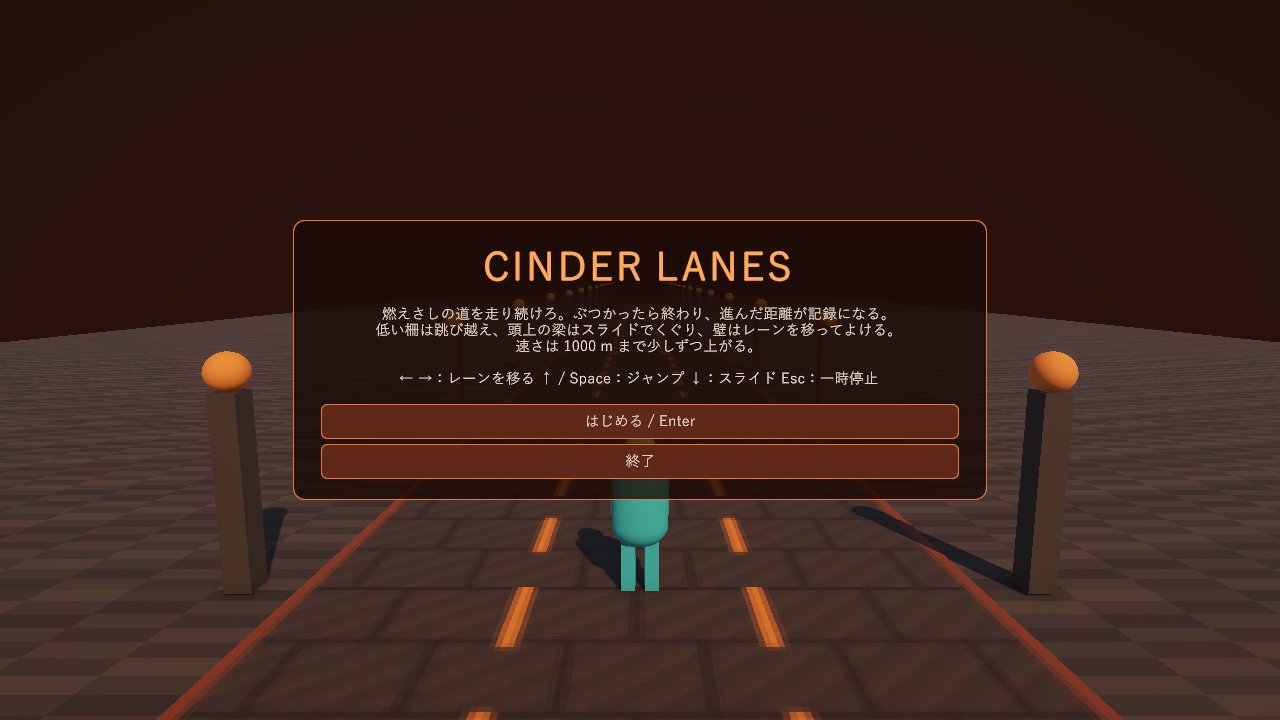 CINDER LANES
燃えさしの道を走り続けろ。ぶつかったら終わり、進んだ距離が記録になる。
低い柵は跳び越え、頭上の梁はスライドでくぐり、壁はレーンを移ってよける。
速さは 1000 m まで少しずつ上がる。
← →：レーンを移る ↑ / Space：ジャンプ ↓：スライド Esc：一時停止
はじめる / Enter
終了